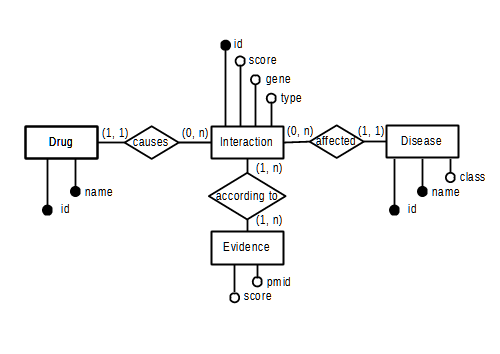 id
score
gene
type
(1, 1) (0, n) (0, n) (1, 1)
Drug causes Interaction affected Disease
(1, n)
name name class
id id
according to
(1, n)
Evidence
pmid
score